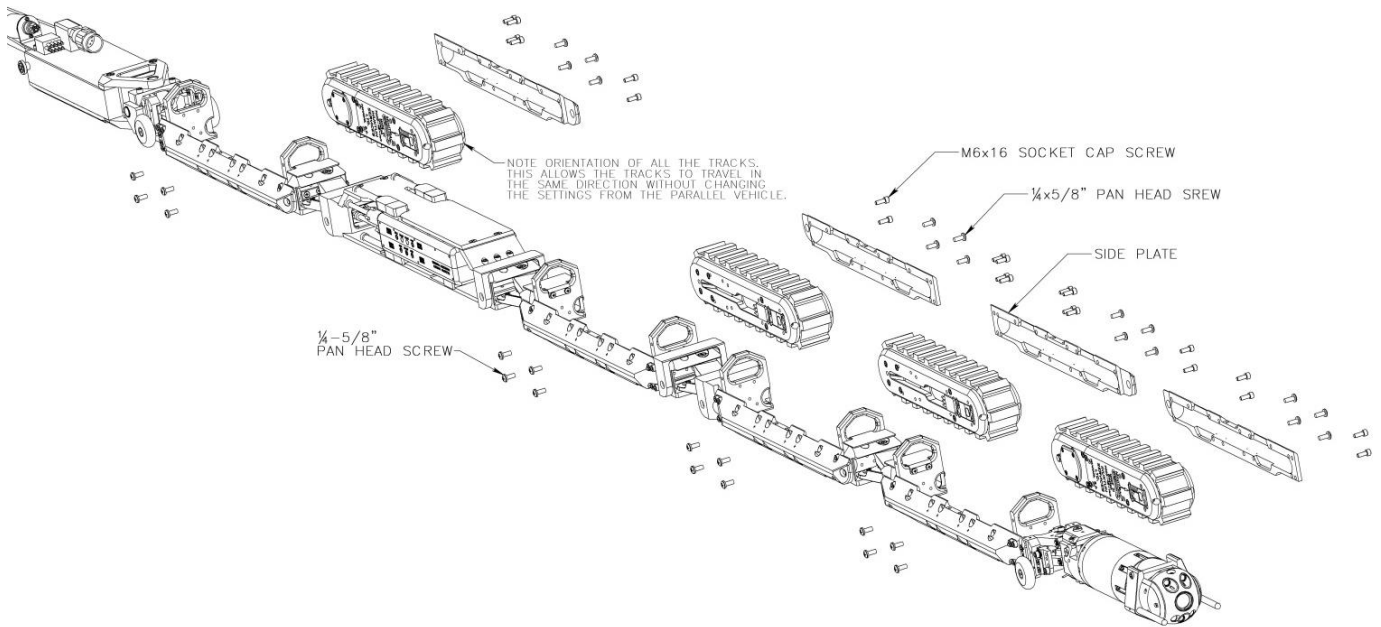 NOTE ORIENTATION OF ALL THE TRACKS.
THIS ALLOWS THE TRACKS TO TRAVEL IN
THE SAME DIRECTION WITHOUT CHANGING
THE SETTINGS FROM THE PARALLEL VEHICLE.
M6x16 SOCKET CAP SCREW
¼x5/8" PAN HEAD SREW
SIDE PLATE
¼-5/8"
PAN HEAD SCREW